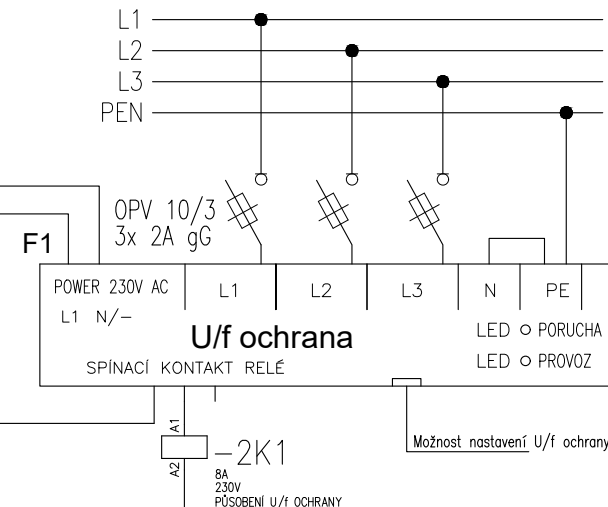 L1
L2
L3
PEN
OPV 10/3
3x 2A gG
F1
POWER 230V AC L1 L2 L3 N PE
L1 N/-
U/f ochrana
LED PORUCHA
LED PROVOZ
SPÍNACÍ KONTAKT RELÉ
A1
A2
-2K1
8A
230V
PŮSOBENÍ U/f OCHRANY
Možnost nastavení U/f ochrany